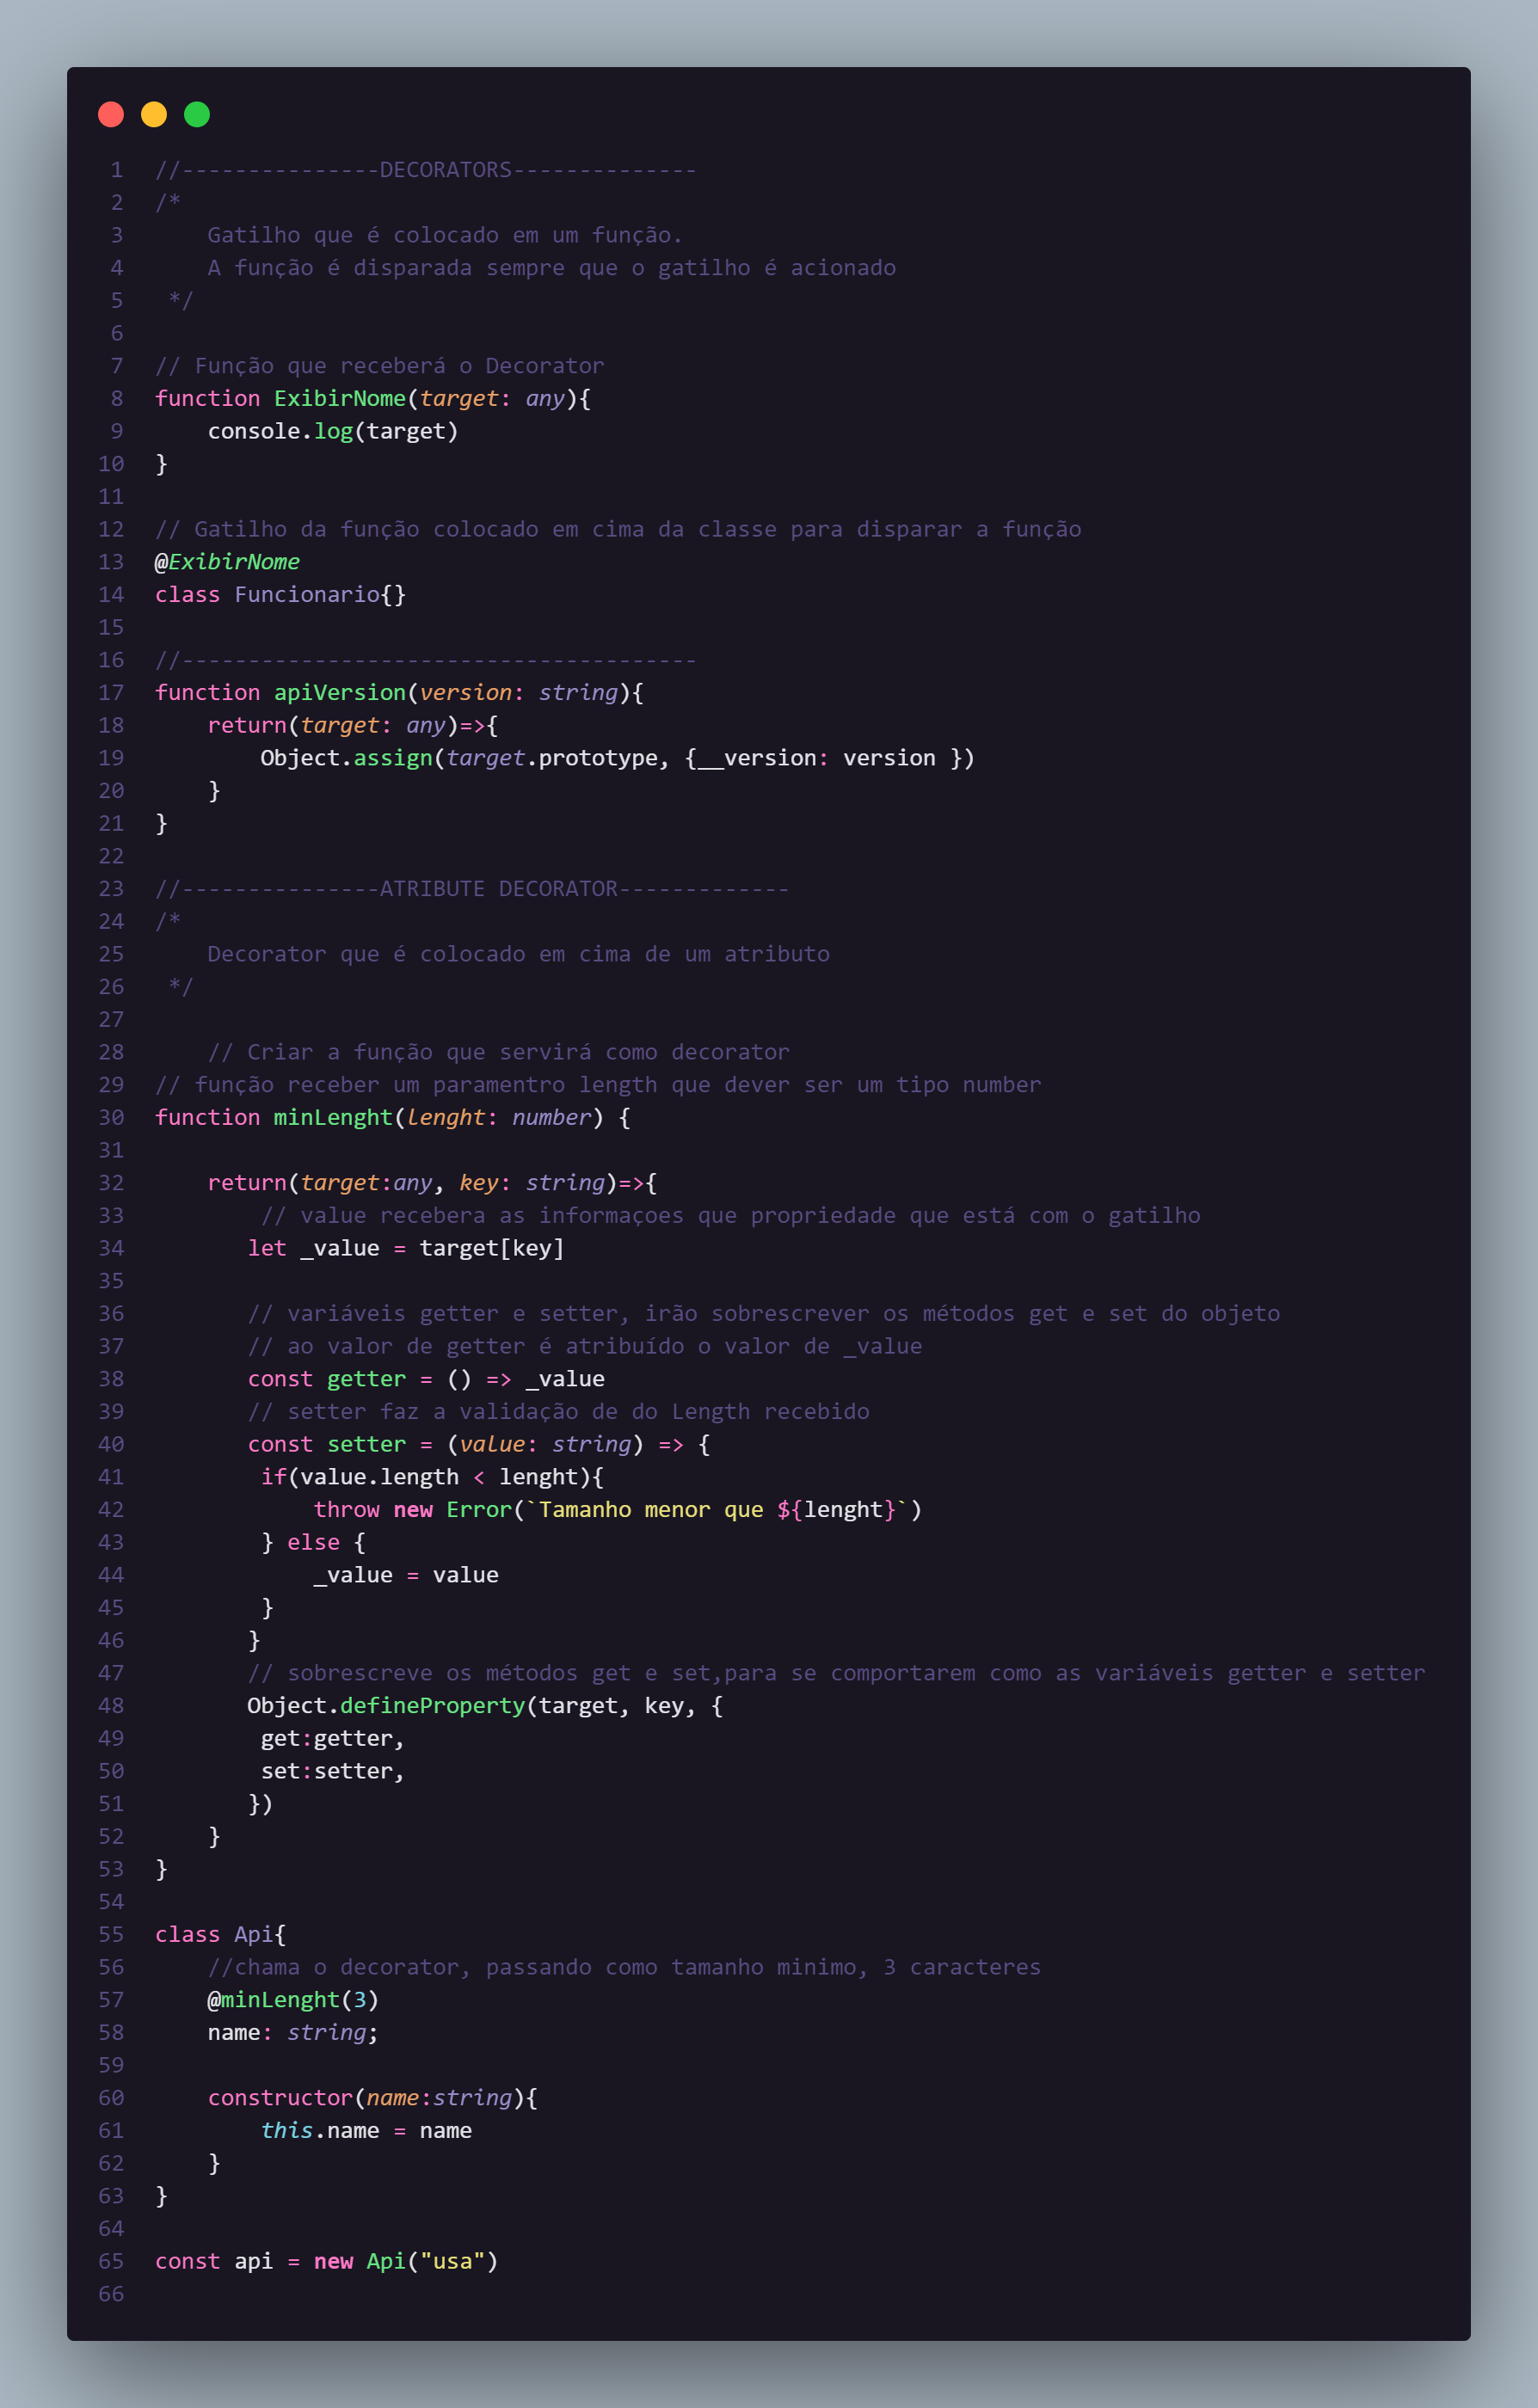 1 //---------------DECORATORS--------------
2 /*
3     Gatilho que é colocado em um função.
4     A função é disparada sempre que o gatilho é acionado
5  */
6
7 // Função que receberá o Decorator
8 function ExibirNome(target: any){
9     console.log(target)
10 }
11
12 // Gatilho da função colocado em cima da classe para disparar a função
13 @ExibirNome
14 class Funcionario{}
15
16 //---------------------------------------
17 function apiVersion(version: string){
18     return(target: any)=>{
19         Object.assign(target.prototype, {__version: version })
20     }
21 }
22
23 //---------------ATRIBUTE DECORATOR-------------
24 /*
25     Decorator que é colocado em cima de um atributo
26  */
27
28     // Criar a função que servirá como decorator
29 // função receber um paramentro length que dever ser um tipo number
30 function minLenght(lenght: number) {
31
32     return(target:any, key: string)=>{
33         // value recebera as informaçoes que propriedade que está com o gatilho
34        let _value = target[key]
35
36        // variáveis getter e setter, irão sobrescrever os métodos get e set do objeto
37        // ao valor de getter é atribuído o valor de _value
38        const getter = () => _value
39        // setter faz a validação de do Length recebido
40        const setter = (value: string) => {
41         if(value.length < lenght){
42             throw new Error(`Tamanho menor que ${lenght}`)
43         } else {
44             _value = value
45         }
46        }
47        // sobrescreve os métodos get e set,para se comportarem como as variáveis getter e setter
48        Object.defineProperty(target, key, {
49         get:getter,
50         set:setter,
51        })
52     }
53 }
54
55 class Api{
56     //chama o decorator, passando como tamanho minimo, 3 caracteres
57     @minLenght(3)
58     name: string;
59
60     constructor(name:string){
61         this.name = name
62     }
63 }
64
65 const api = new Api("usa")
66